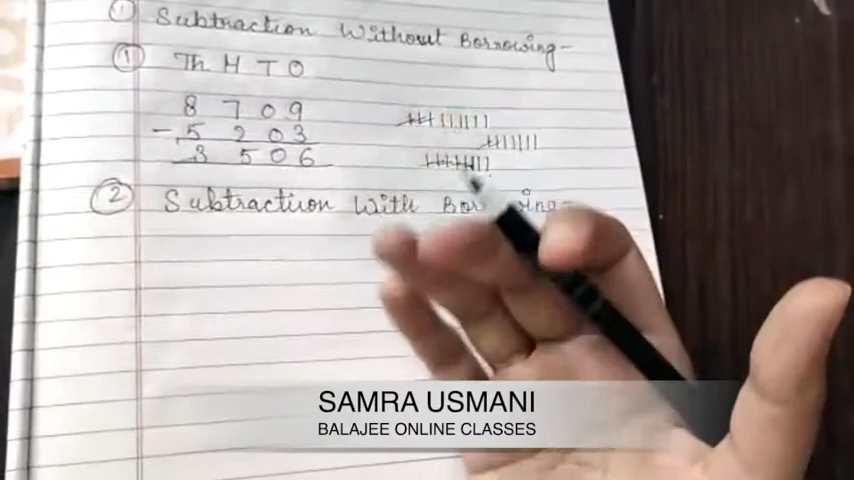 ① Subtraction Without Borrowing-
① Th H T O
8 7 0 9
- 5 2 0 3
3 5 0 6
② Subtraction With Borrowing-
SAMRA USMANI
BALAJEE ONLINE CLASSES